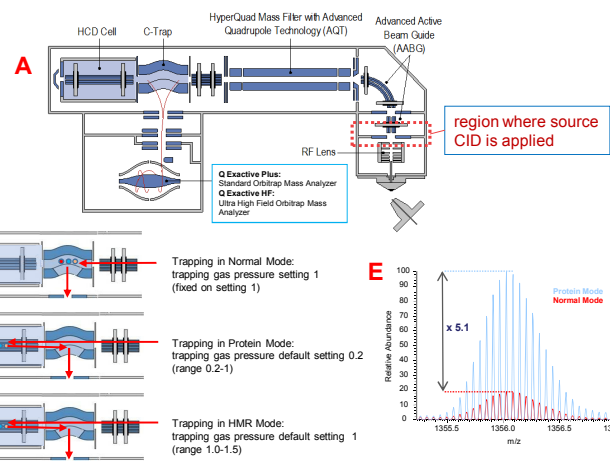 HyperQuad Mass Filter with Advanced
Quadrupole Technology (AQT)
Advanced Active
Beam Guide
(AABG)
HCD Cell
C-Trap
A
region where source
CID is applied
RF Lens
Q Exactive Plus:
Standard Orbitrap Mass Analyzer
Q Exactive HF:
Ultra High Field Orbitrap Mass
Analyzer
Trapping in Normal Mode:
trapping gas pressure setting 1
(fixed on setting 1)
Trapping in Protein Mode:
trapping gas pressure default setting 0.2
(range 0.2-1)
Trapping in HMR Mode:
trapping gas pressure default setting 1
(range 1.0-1.5)
E
Protein Mode
Normal Mode
x 5.1
Relative Abundance
100
90
80
70
60
50
40
30
20
10
0
1355.5
1356.0
1356.5
m/z